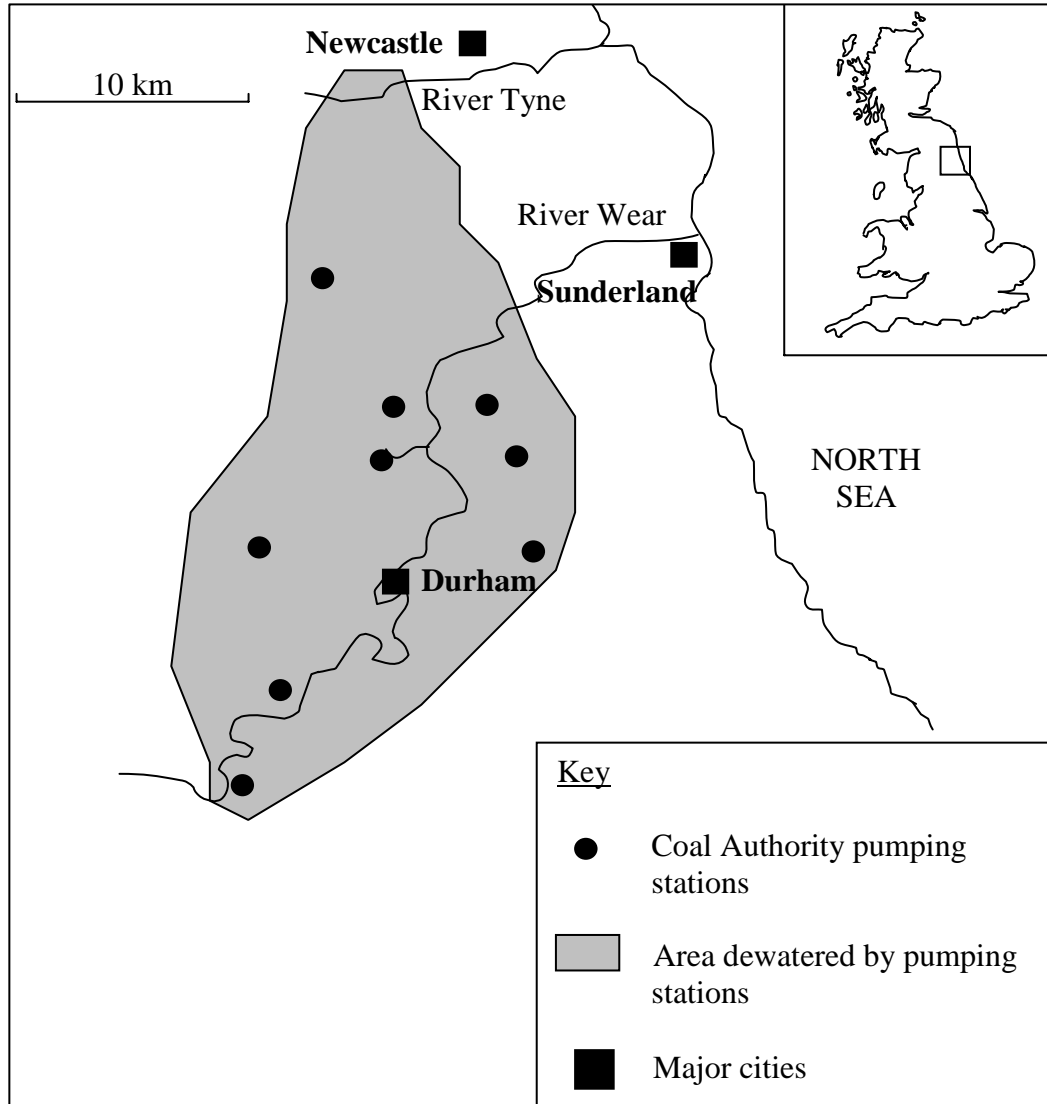 Newcastle
10 km
River Tyne
River Wear
Sunderland
NORTH
SEA
Durham
Key
Coal Authority pumping
stations
Area dewatered by pumping
stations
Major cities